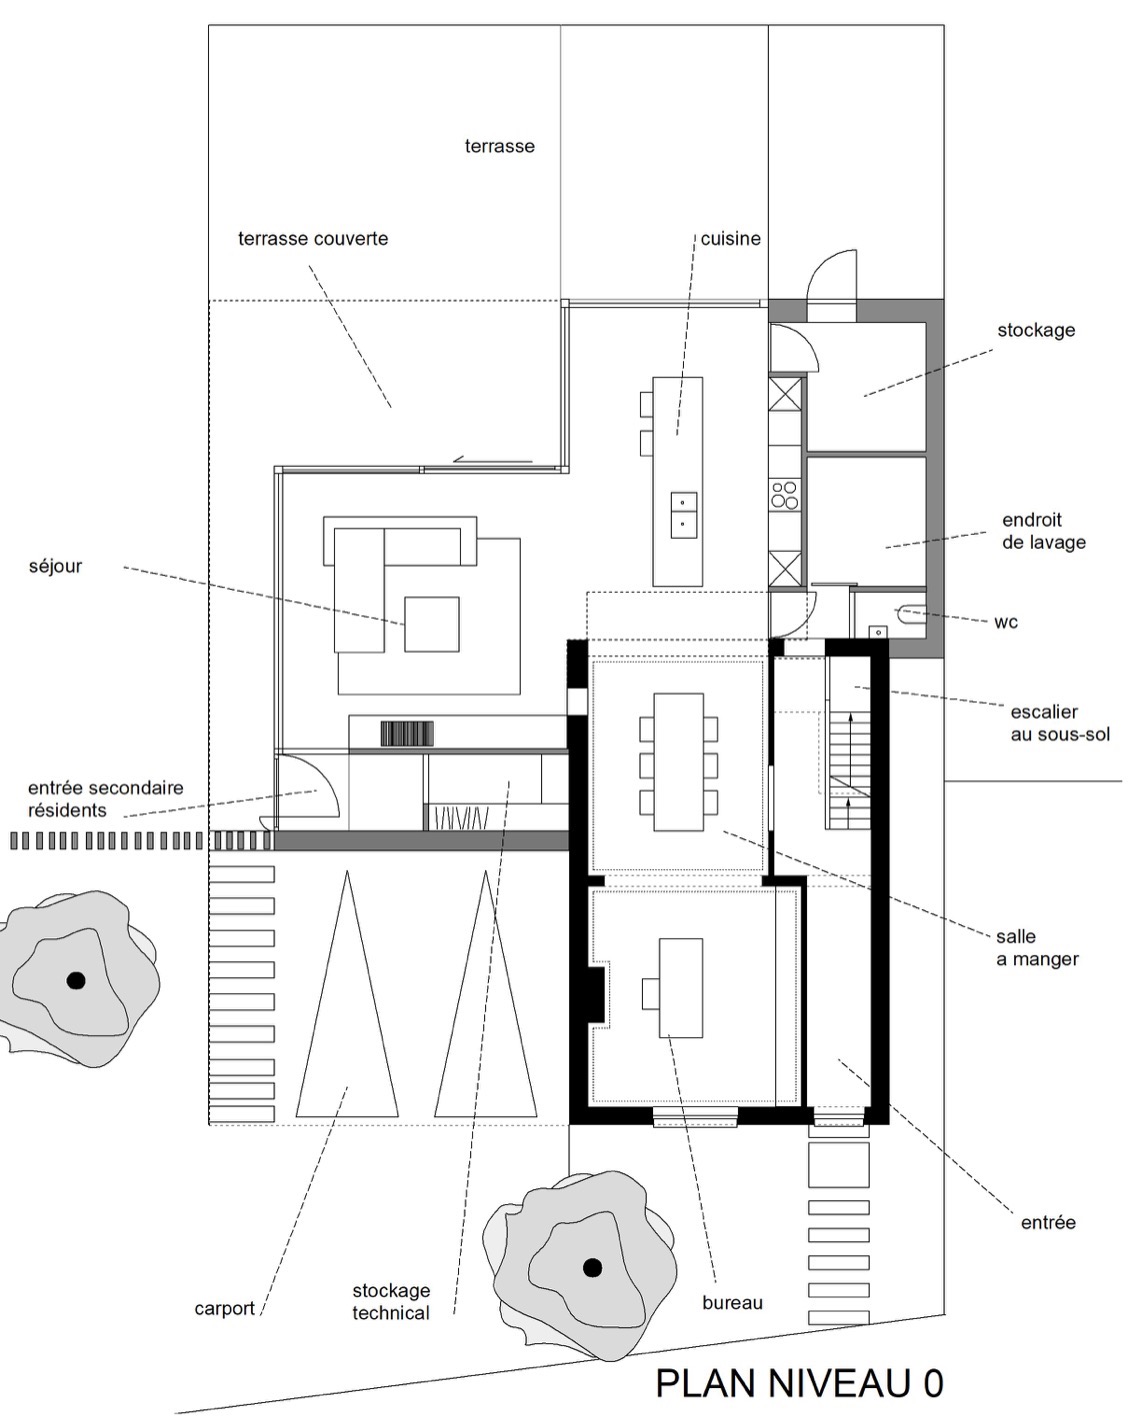 terrasse
terrasse couverte
cuisine
stockage
endroit
de lavage
séjour
wc
escalier
au sous-sol
entrée secondaire
résidents
salle
a manger
entrée
stockage
technical
carport
bureau
PLAN NIVEAU 0